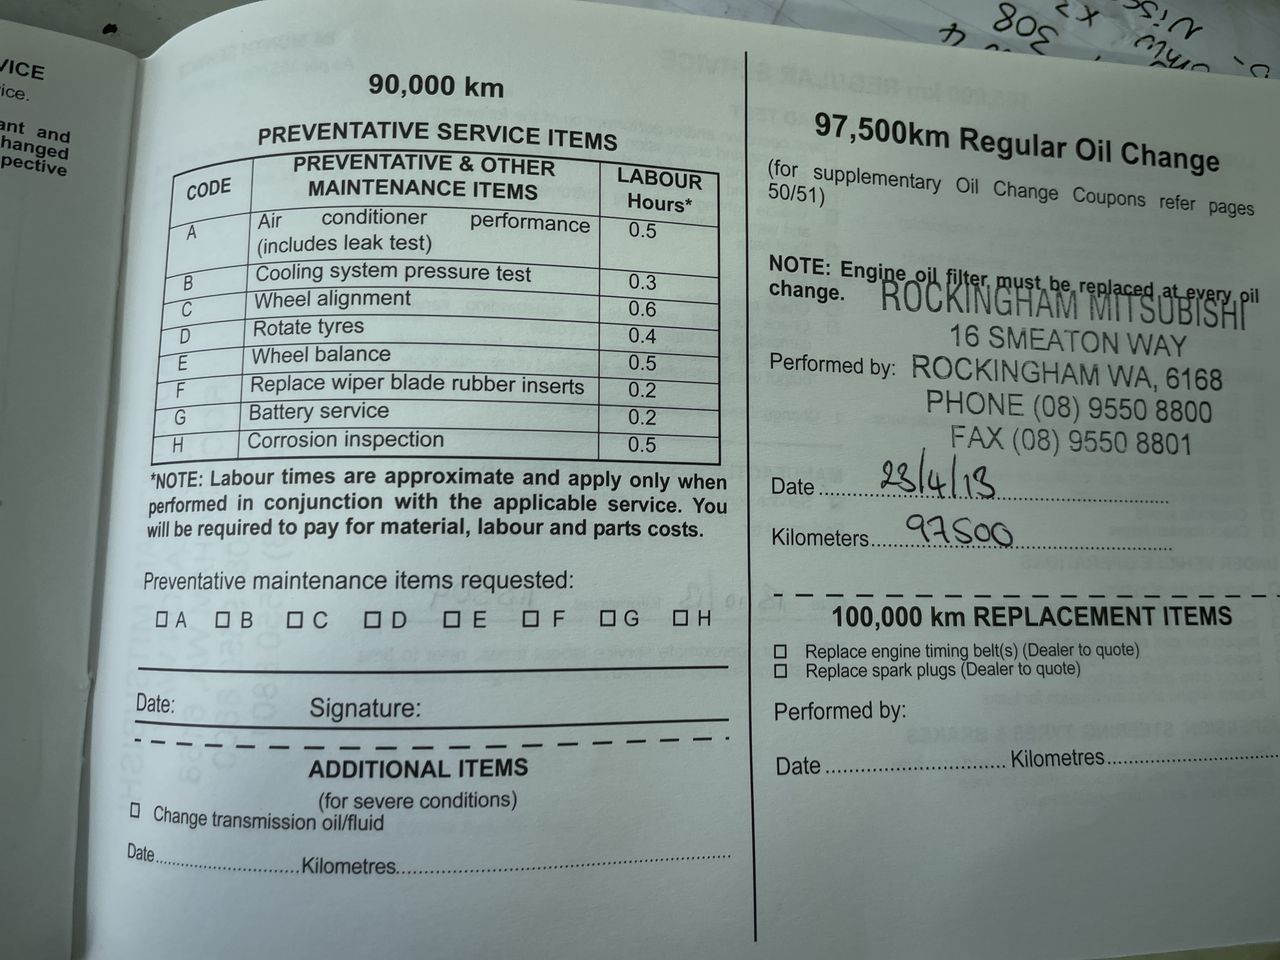 VICE
ice.
ant and
hanged
pective
90,000 km
PREVENTATIVE SERVICE ITEMS
CODE PREVENTATIVE & OTHER MAINTENANCE ITEMS LABOUR Hours*
A Air conditioner performance (includes leak test) 0.5
B Cooling system pressure test 0.3
C Wheel alignment 0.6
D Rotate tyres 0.4
E Wheel balance 0.5
F Replace wiper blade rubber inserts 0.2
G Battery service 0.2
H Corrosion inspection 0.5
*NOTE: Labour times are approximate and apply only when
performed in conjunction with the applicable service. You
will be required to pay for material, labour and parts costs.
Preventative maintenance items requested:
A B C D E F G H
Date: Signature:
ADDITIONAL ITEMS
(for severe conditions)
Change transmission oil/fluid
Date.......................Kilometres.......................
97,500km Regular Oil Change
(for supplementary Oil Change Coupons refer pages
50/51)
NOTE: Engine oil filter must be replaced at every oil
change.
ROCKINGHAM MITSUBISHI
16 SMEATON WAY
Performed by: ROCKINGHAM WA, 6168
PHONE (08) 9550 8800
FAX (08) 9550 8801
Date 23/4/13
Kilometers 97500
100,000 km REPLACEMENT ITEMS
Replace engine timing belt(s) (Dealer to quote)
Replace spark plugs (Dealer to quote)
Performed by:
Date.......................Kilometres.......................
308
x2